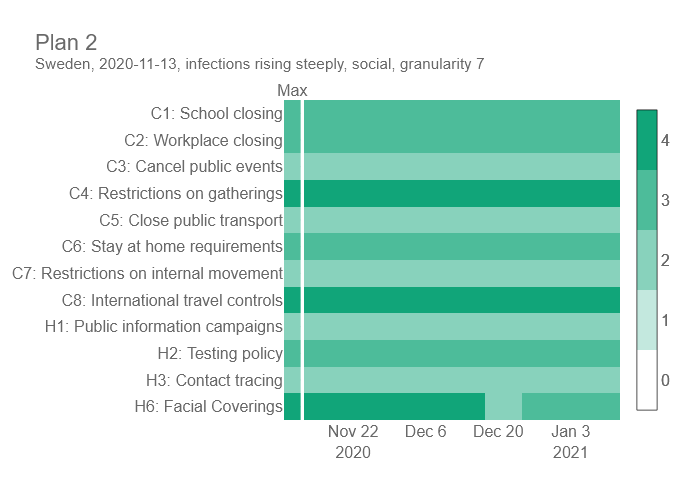 Plan 2
Sweden, 2020-11-13, infections rising steeply, social, granularity 7
Max
C1: School closing
C2: Workplace closing
C3: Cancel public events
C4: Restrictions on gatherings
C5: Close public transport
C6: Stay at home requirements
C7: Restrictions on internal movement
C8: International travel controls
H1: Public information campaigns
H2: Testing policy
H3: Contact tracing
H6: Facial Coverings
Nov 22 Dec 6 Dec 20 Jan 3
2020 2021
4
3
2
1
0